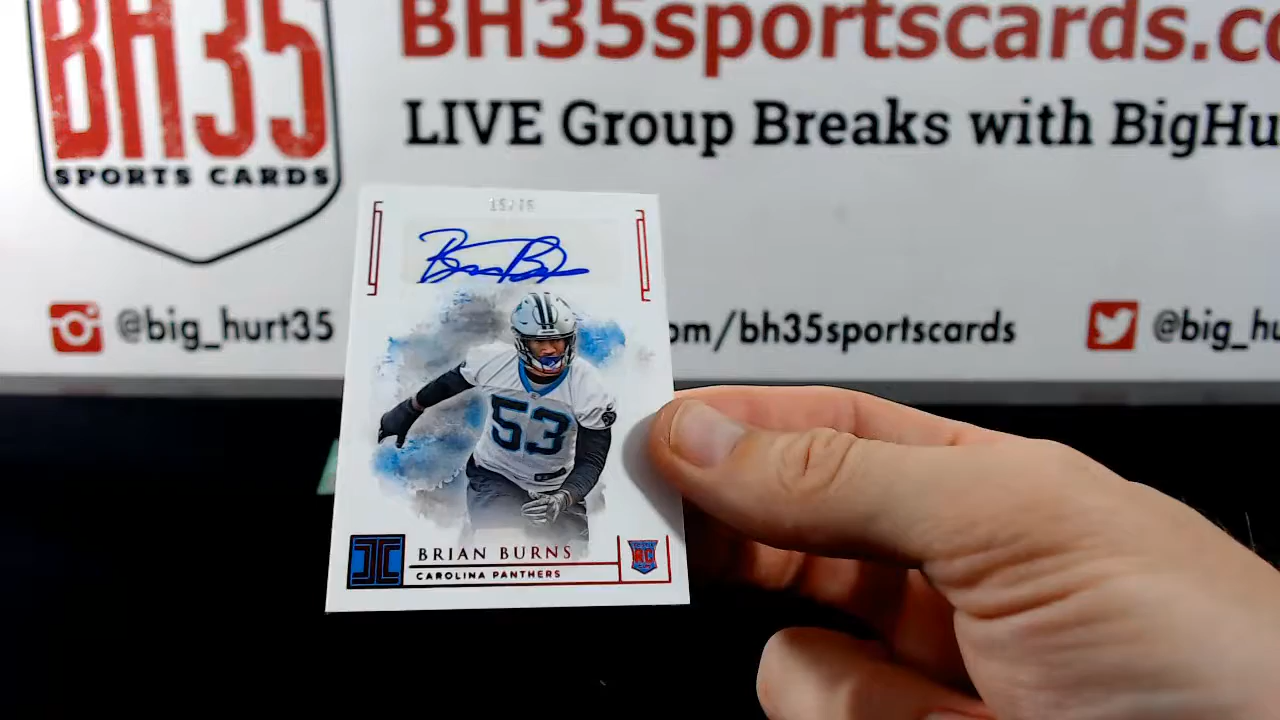 BH35
SPORTS CARDS
BH35sportscards.co
LIVE Group Breaks with BigHu
@big_hurt35
om/bh35sportscards
@big_hu
53
BRIAN BURNS
CAROLINA PANTHERS
RC